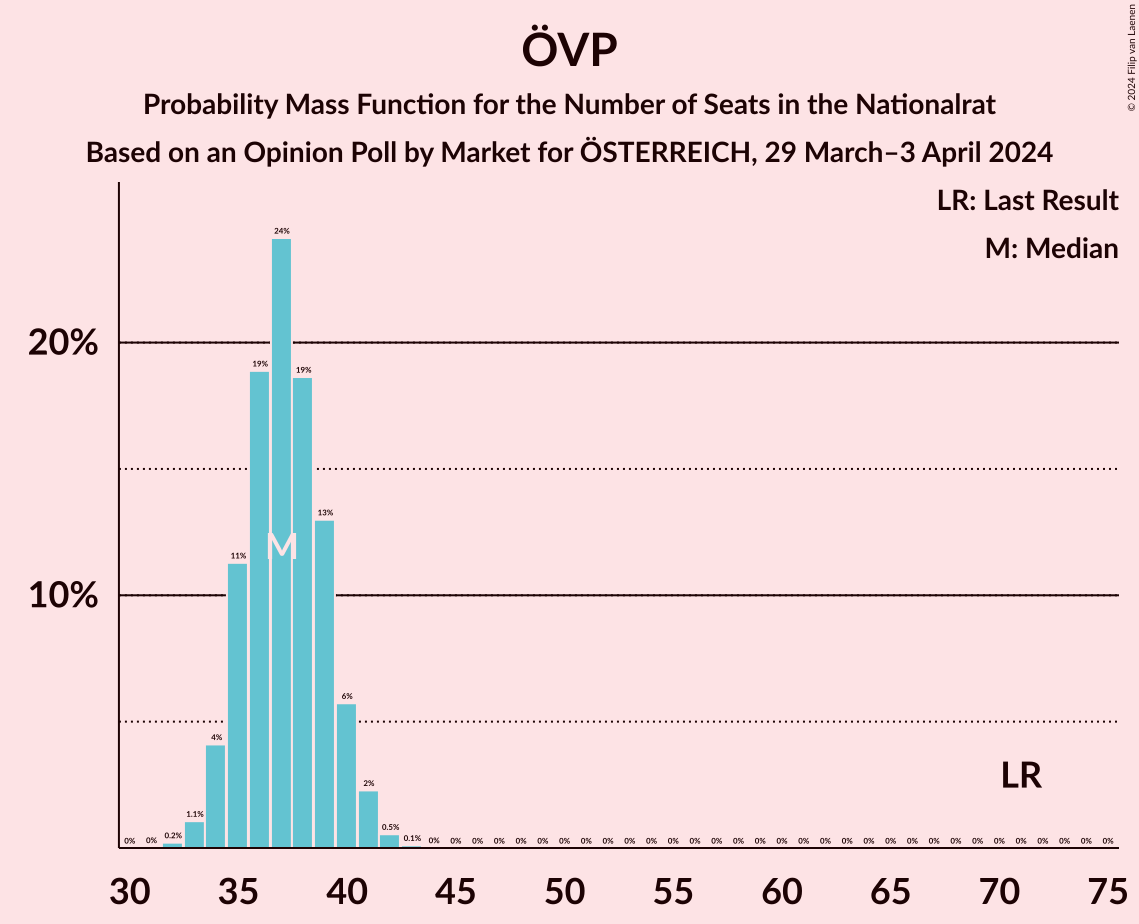 ÖVP
Probability Mass Function for the Number of Seats in the Nationalrat
Based on an Opinion Poll by Market for ÖSTERREICH, 29 March–3 April 2024
© 2024 Filip van Laenen
LR: Last Result
M: Median
20%
10%
0% 0% 0.2% 1.1% 4% 11% 19% 24% 19% 13% 6% 2% 0.5% 0.1% 0% 0% 0% 0% 0% 0% 0% 0% 0% 0% 0% 0% 0% 0% 0% 0% 0% 0% 0% 0% 0% 0% 0% 0% 0% 0% 0% 0% 0% 0% 0% 0%
M
LR
30 35 40 45 50 55 60 65 70 75